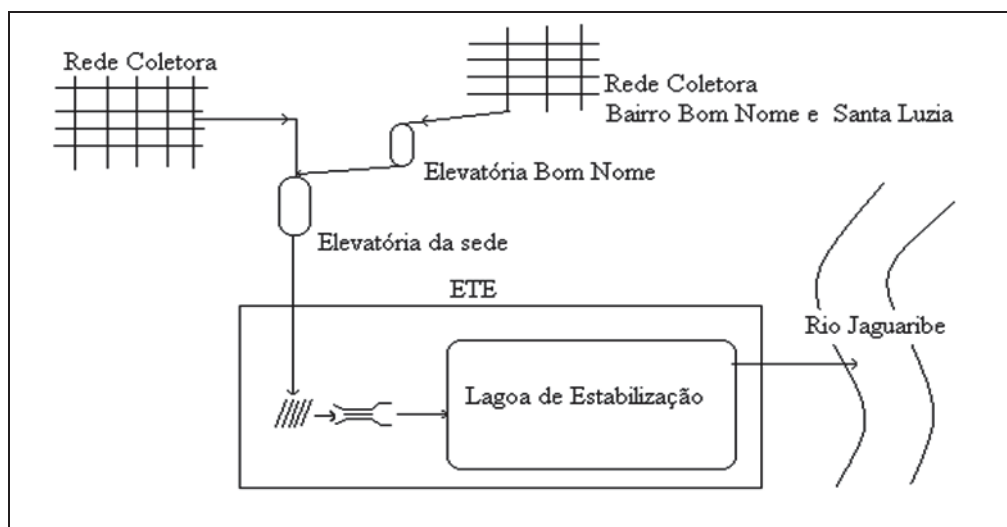 Rede Coletora
Rede Coletora
Bairro Bom Nome e Santa Luzia
Elevatória Bom Nome
Elevatória da sede
ETE
Rio Jaguaribe
Lagoa de Estabilização